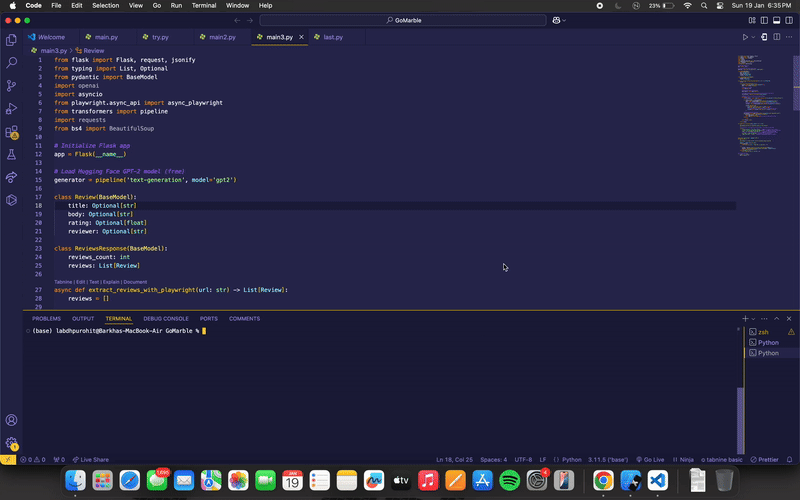 Code File Edit Selection View Go Run Terminal Window Help 23% Sun 19 Jan 6:35PM
GoMarble
Welcome main.py try.py main2.py main3.py last.py
main3.py > Review
1 from flask import Flask, request, jsonify
2 from typing import List, Optional
3 from pydantic import BaseModel
4 import openai
5 import asyncio
6 from playwright.async_api import async_playwright
7 from transformers import pipeline
8 import requests
9 from bs4 import BeautifulSoup
10
11 # Initialize Flask app
12 app = Flask(__name__)
13
14 # Load Hugging Face GPT-2 model (free)
15 generator = pipeline('text-generation', model='gpt2')
16
17 class Review(BaseModel):
18 title: Optional[str]
19 body: Optional[str]
20 rating: Optional[float]
21 reviewer: Optional[str]
22
23 class ReviewsResponse(BaseModel):
24 reviews_count: int
25 reviews: List[Review]
26
Tabnine | Edit | Test | Explain | Document
27 async def extract_reviews_with_playwright(url: str) -> List[Review]:
28 reviews = []
29
PROBLEMS OUTPUT TERMINAL DEBUG CONSOLE PORTS COMMENTS
(base) labdhpurohit@Barkhas-MacBook-Air GoMarble %
zsh
Python
Python
0 0 0 Live Share Ln 18, Col 25 Spaces: 4 UTF-8 LF Python 3.11.5 ('base') Go Live Ninja tabnine basic Prettier
JAN
19
tv
4